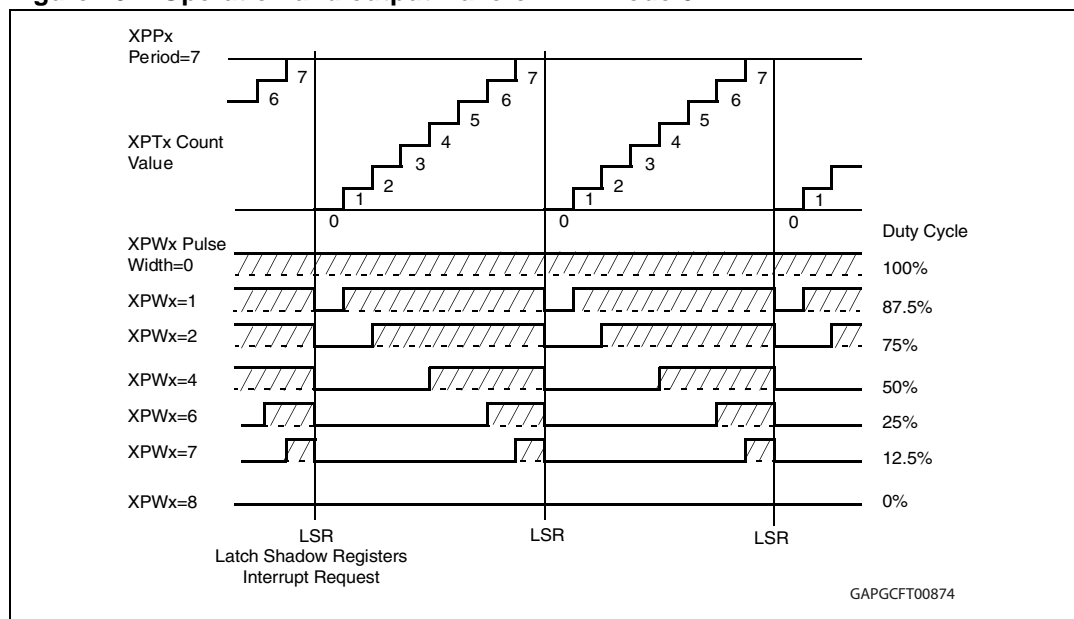 XPPx
Period=7
7
7
7
6
6
6
5
5
XPTx Count
Value
4
4
3
3
2
2
1
1
1
0
0
0
XPWx Pulse
Width=0
Duty Cycle
100%
XPWx=1
87.5%
XPWx=2
75%
XPWx=4
50%
XPWx=6
25%
XPWx=7
12.5%
XPWx=8
0%
LSR
LSR
LSR
Latch Shadow Registers
Interrupt Request
GAPGCFT00874